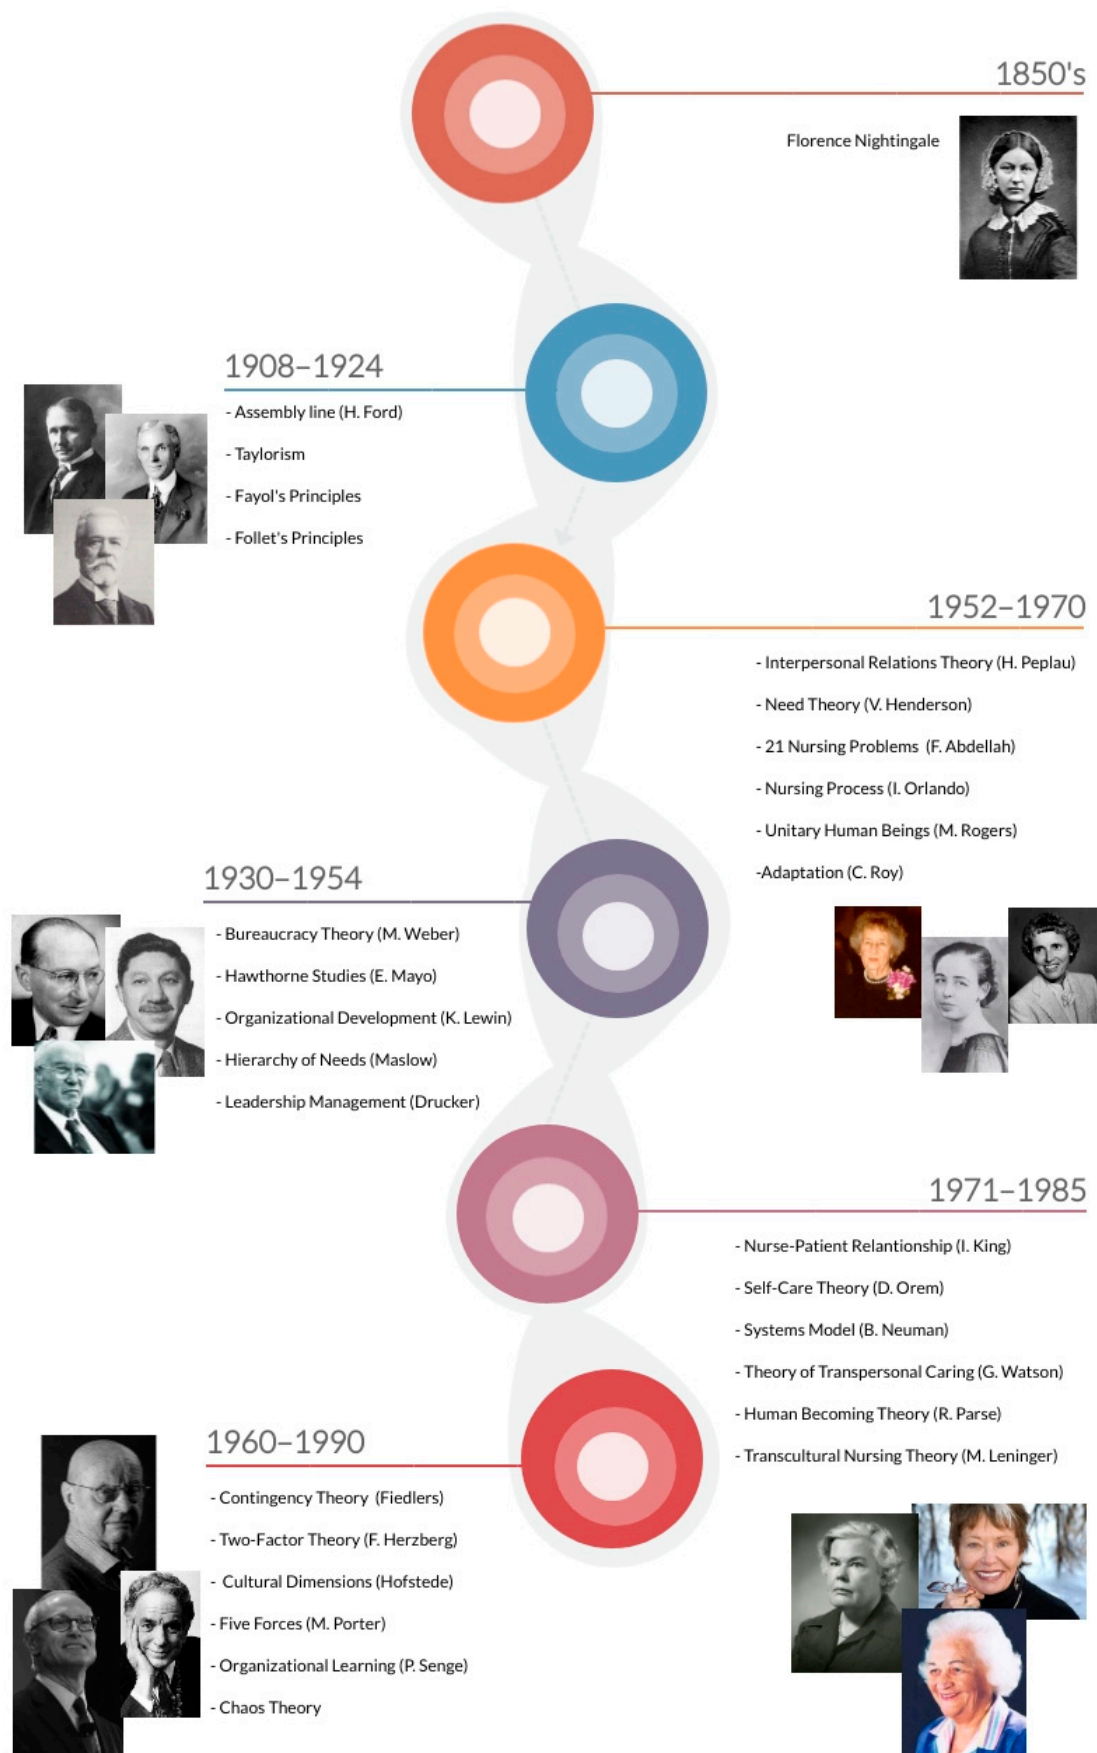 1850's
Florence Nightingale
1908–1924
- Assembly line (H. Ford)
- Taylorism
- Fayol's Principles
- Follet's Principles
1952–1970
- Interpersonal Relations Theory (H. Peplau)
- Need Theory (V. Henderson)
- 21 Nursing Problems (F. Abdellah)
- Nursing Process (I. Orlando)
- Unitary Human Beings (M. Rogers)
-Adaptation (C. Roy)
1930–1954
- Bureaucracy Theory (M. Weber)
- Hawthorne Studies (E. Mayo)
- Organizational Development (K. Lewin)
- Hierarchy of Needs (Maslow)
- Leadership Management (Drucker)
1971–1985
- Nurse-Patient Relantionship (I. King)
- Self-Care Theory (D. Orem)
- Systems Model (B. Neuman)
- Theory of Transpersonal Caring (G. Watson)
- Human Becoming Theory (R. Parse)
- Transcultural Nursing Theory (M. Leninger)
1960–1990
- Contingency Theory (Fiedlers)
- Two-Factor Theory (F. Herzberg)
- Cultural Dimensions (Hofstede)
- Five Forces (M. Porter)
- Organizational Learning (P. Senge)
- Chaos Theory